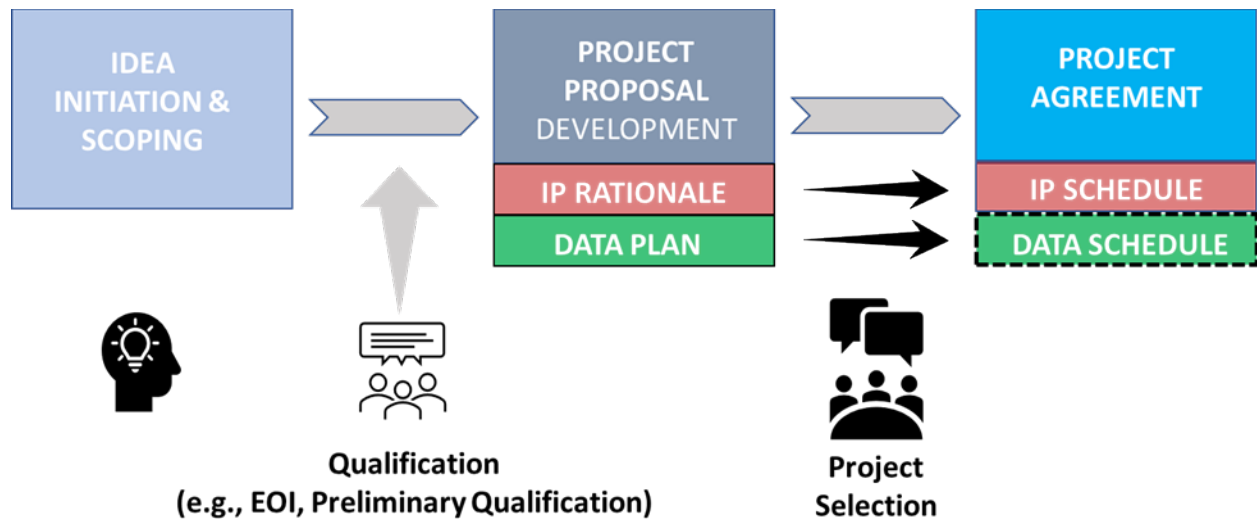 IDEA
INITIATION &
SCOPING
PROJECT
PROPOSAL
DEVELOPMENT
IP RATIONALE
DATA PLAN
PROJECT
AGREEMENT
IP SCHEDULE
DATA SCHEDULE
Qualification
(e.g., EOI, Preliminary Qualification)
Project
Selection